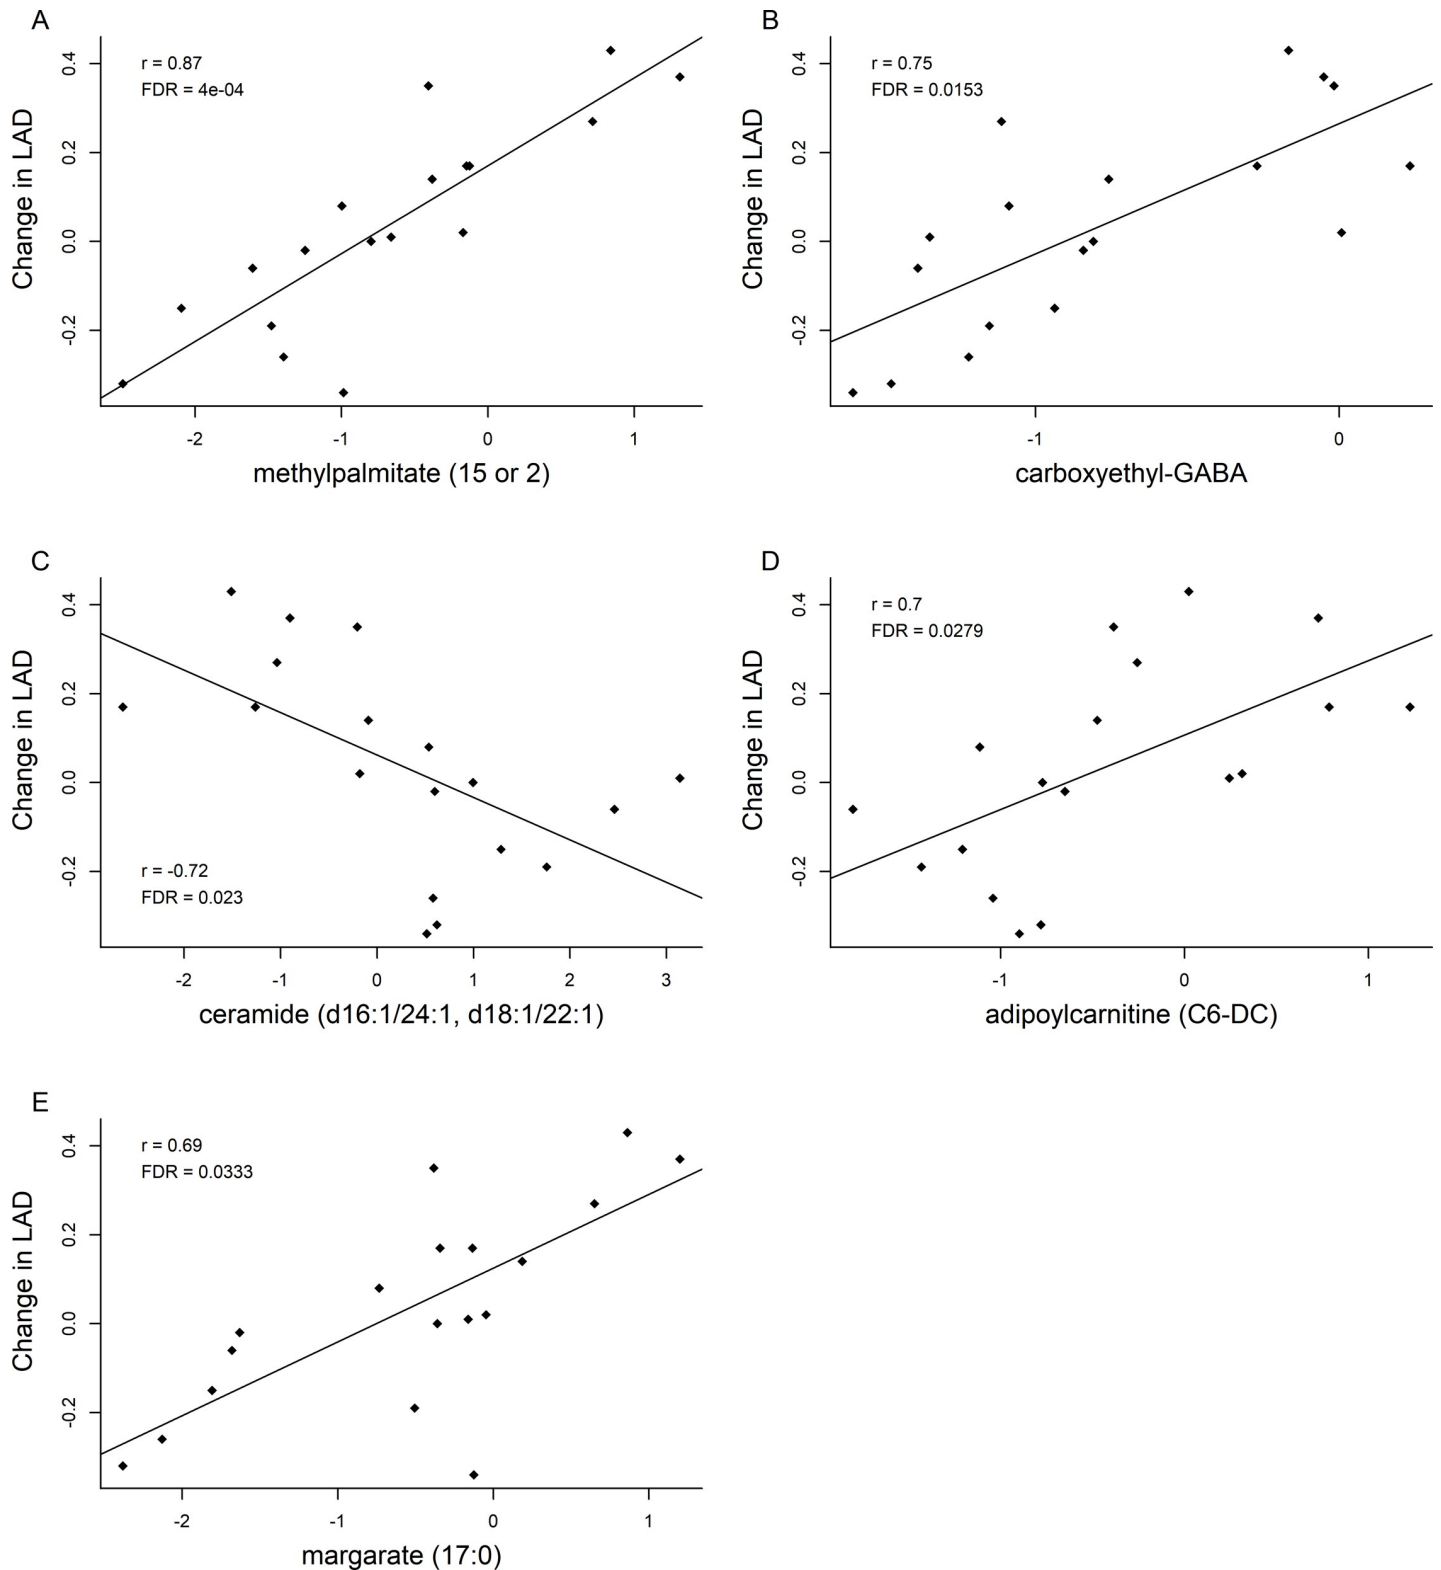 A
r = 0.87
FDR = 4e-04
Change in LAD
0.4
0.2
0.0
-0.2
-2
-1
0
1
methylpalmitate (15 or 2)
B
r = 0.75
FDR = 0.0153
Change in LAD
0.4
0.2
0.0
-0.2
-1
0
carboxyethyl-GABA
C
Change in LAD
0.4
0.2
0.0
-0.2
r = -0.72
FDR = 0.023
-2
-1
0
1
2
3
ceramide (d16:1/24:1, d18:1/22:1)
D
r = 0.7
FDR = 0.0279
Change in LAD
0.4
0.2
0.0
-0.2
-1
0
1
adipoylcarnitine (C6-DC)
E
r = 0.69
FDR = 0.0333
Change in LAD
0.4
0.2
0.0
-0.2
-2
-1
0
1
margarate (17:0)